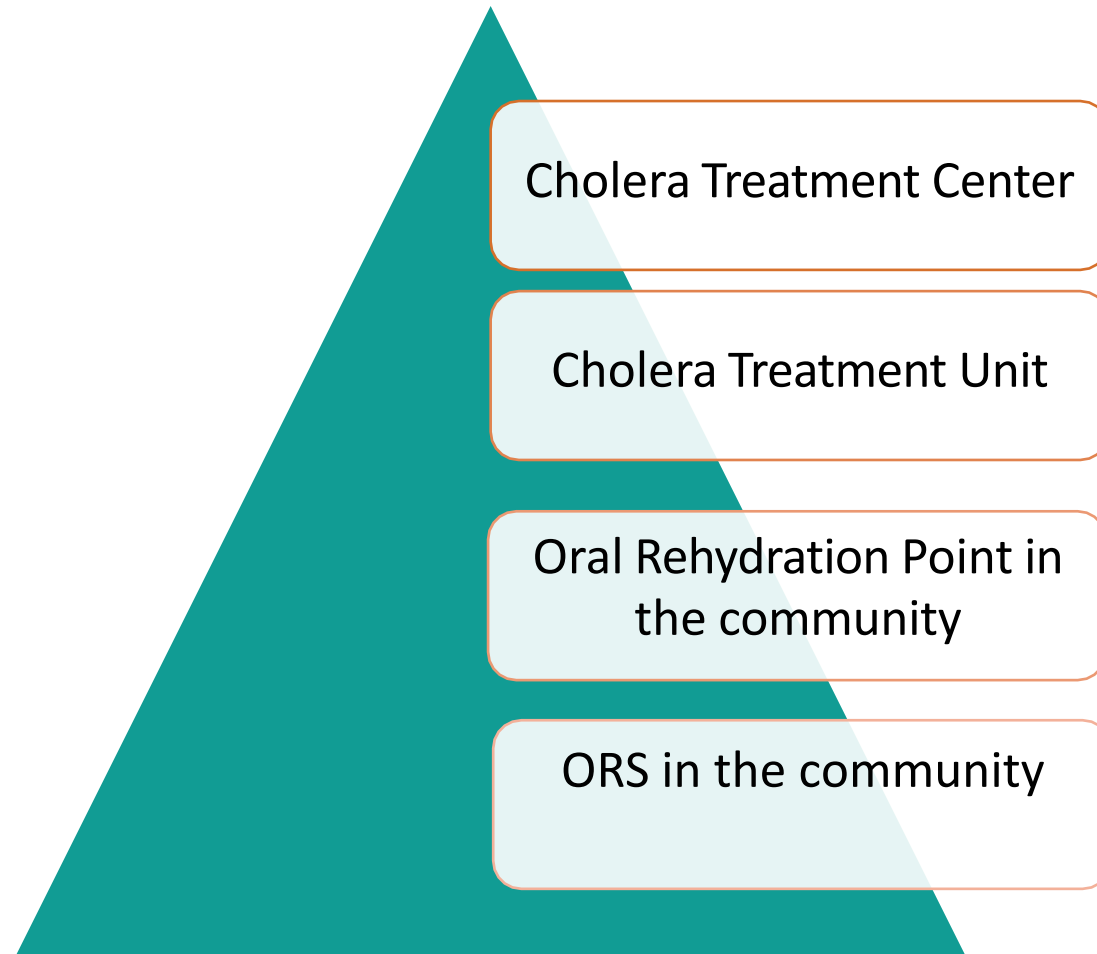 Cholera Treatment Center
Cholera Treatment Unit
Oral Rehydration Point in
the community
ORS in the community